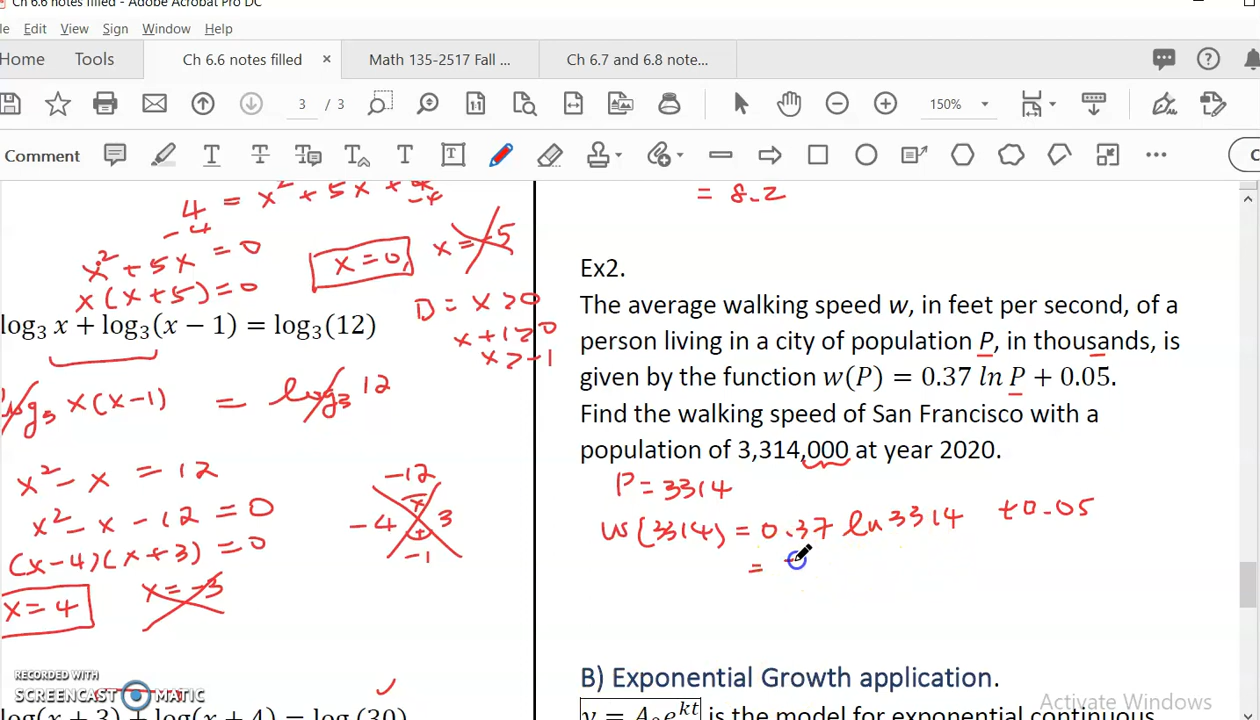 Ch 6.6 notes filled - Adobe Acrobat Pro DC
le Edit View Sign Window Help
Home Tools Ch 6.6 notes filled × Math 135-2517 Fall ... Ch 6.7 and 6.8 note...
3 / 3 150%
Comment
4 = x² + 5x +
-4 -4
x² + 5x = 0
x(x+5)=0
x=0, x=-5
log₃ x + log₃(x − 1) = log₃(12)
D = x>0
x+1>0
x>-1
log₃ x(x-1) = log₃ 12
x² - x = 12
x² - x - 12 = 0
(x-4)(x+3)=0
x=4 x=-3
-12
x
-4 3
+
-1
log(x + 3) + log(x + 4) = log (30)
= 8.2
Ex2.
The average walking speed w, in feet per second, of a
person living in a city of population P, in thousands, is
given by the function w(P) = 0.37 ln P + 0.05.
Find the walking speed of San Francisco with a
population of 3,314,000 at year 2020.
P = 3314
w(3314) = 0.37 ln 3314 +0.05
=
B) Exponential Growth application.
y = A₀eᵏᵗ is the model for exponential continuous
RECORDED WITH
SCREENCAST MATIC
Activate Windows